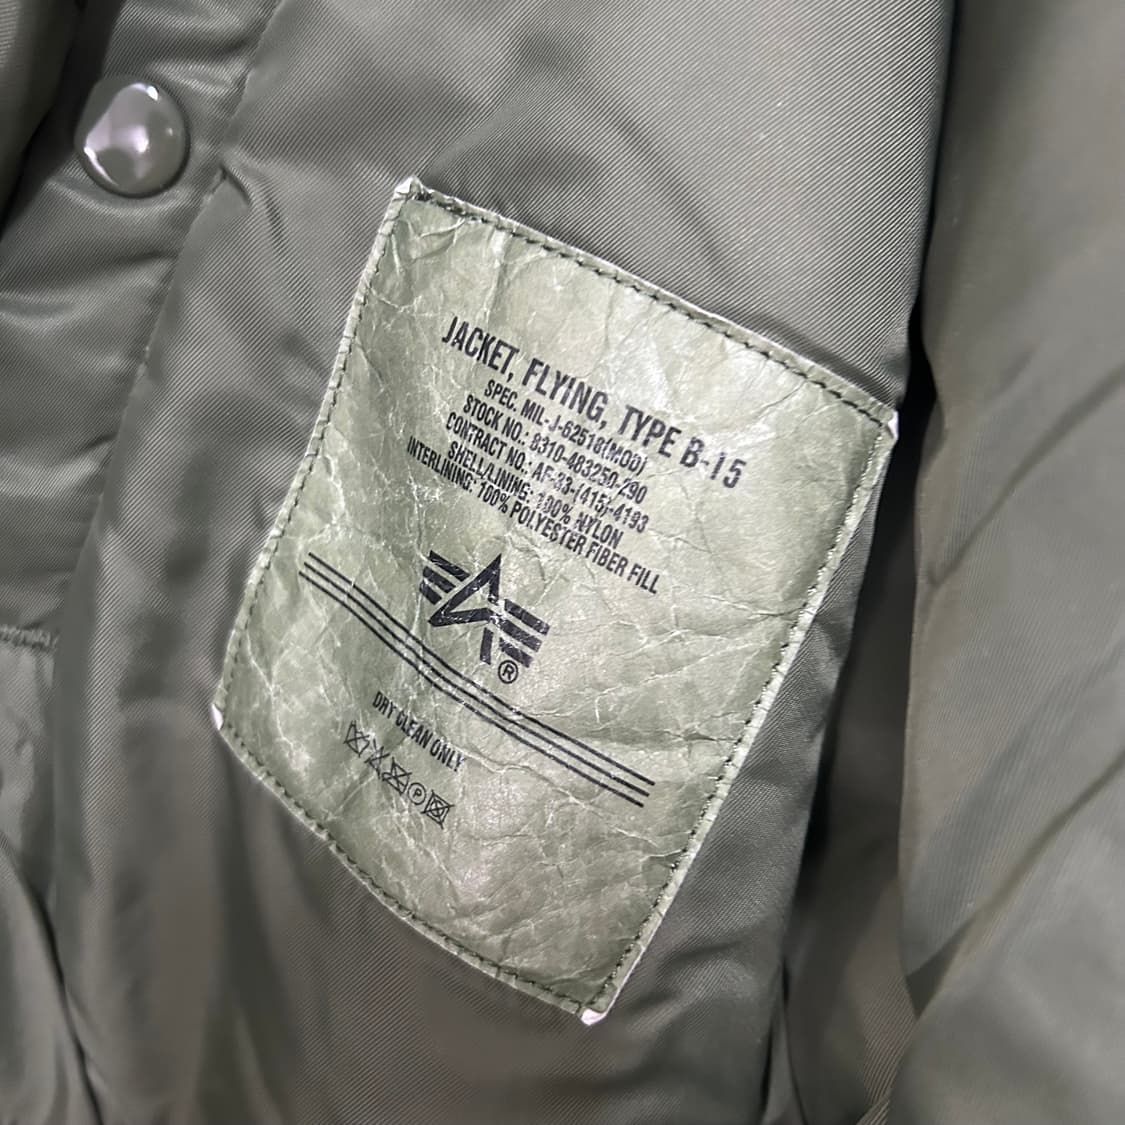 JACKET, FLYING, TYPE B-15
SPEC. MIL-J-62518(MOD)
STOCK NO.: 8310-483250-290
CONTRACT NO.: AF-33-(415)-4193
SHELL/LINING: 100% NYLON
INTERLINING: 100% POLYESTER FIBER FILL
®
DRY CLEAN ONLY
P